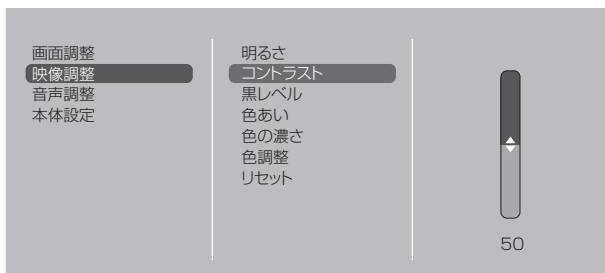 画面調整
映像調整
音声調整
本体設定
明るさ
コントラスト
黒レベル
色あい
色の濃さ
色調整
リセット
50